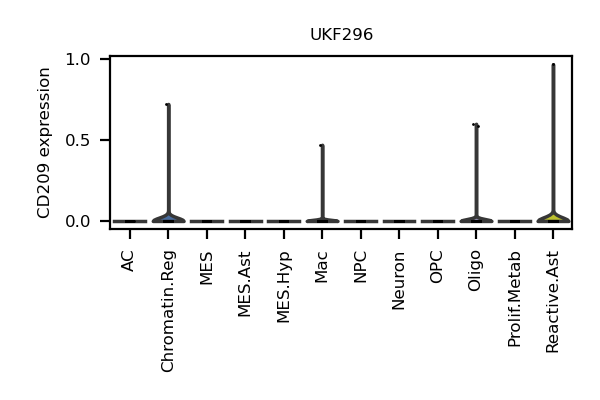 UKF296
CD209 expression
1.0
0.5
0.0
AC
Chromatin.Reg
MES
MES.Ast
MES.Hyp
Mac
NPC
Neuron
OPC
Oligo
Prolif.Metab
Reactive.Ast